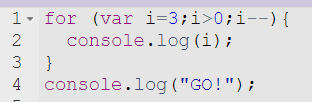 1 for (var i=3;i>0;i--){
2   console.log(i);
3 }
4 console.log("GO!");